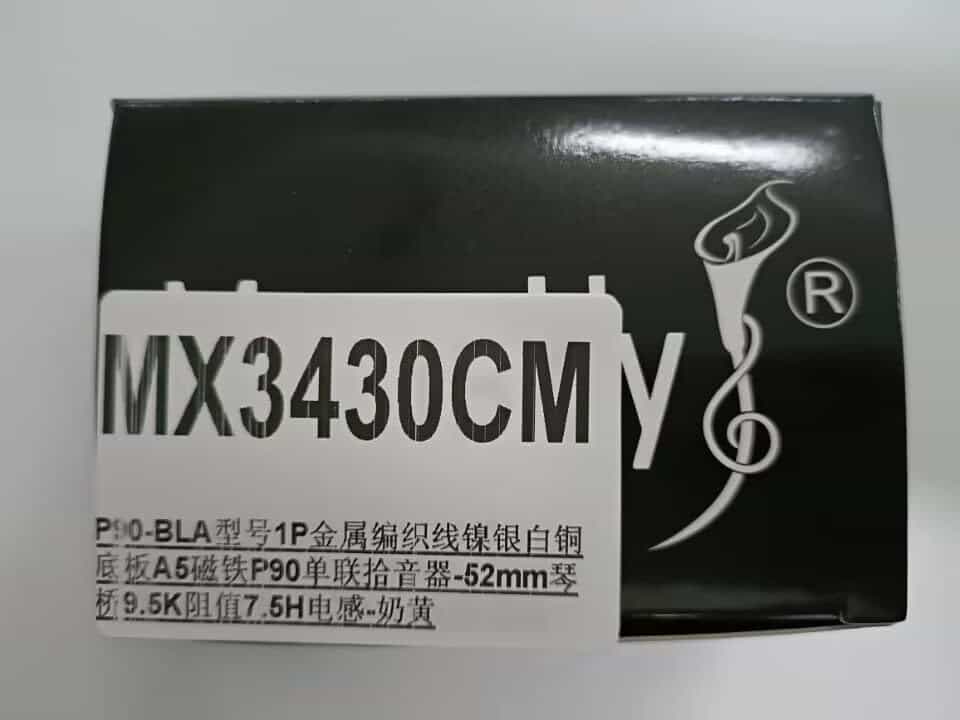 ®
MX3430CM
P90-BLA型号1P金属编织线镍银白铜
底板A5磁铁P90单联拾音器-52mm琴
桥9.5K阻值7.5H电感-奶黄